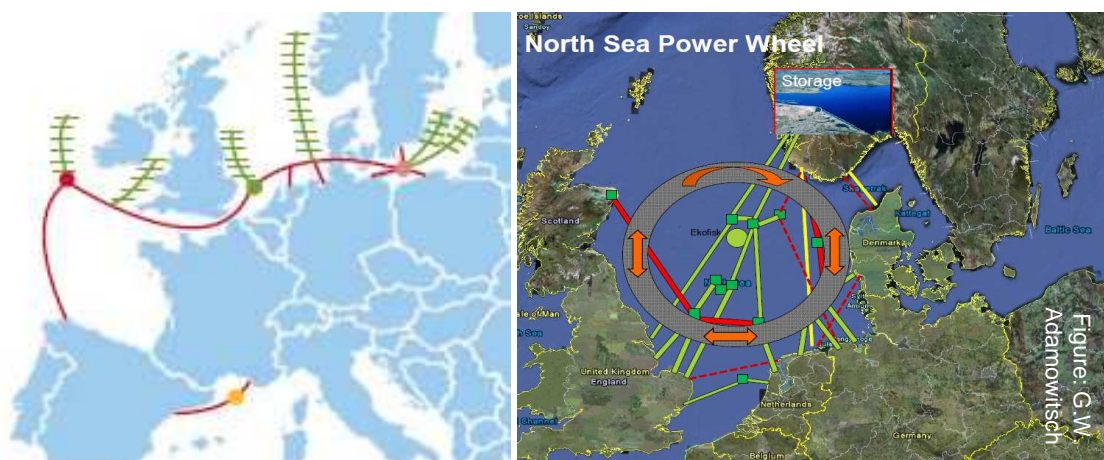 North Sea Power Wheel
Storage
Scotland
Ekofisk
Denmark
Kattegat
Baltic Sea
United Kingdom
England
Netherlands
Belgium
Germany
Figure: G.W.
Adamowitsch